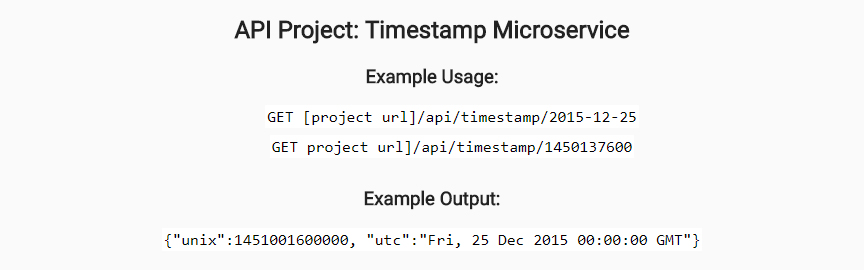 API Project: Timestamp Microservice
Example Usage:
GET [project url]/api/timestamp/2015-12-25
GET project url]/api/timestamp/1450137600
Example Output:
{"unix":1451001600000, "utc":"Fri, 25 Dec 2015 00:00:00 GMT"}